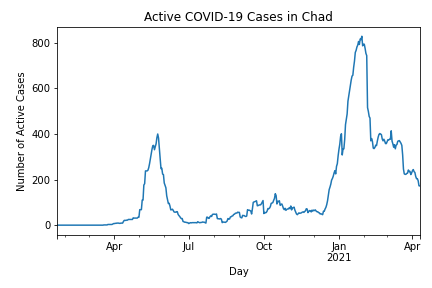 Active COVID-19 Cases in Chad
Number of Active Cases
800
600
400
200
0
Apr
Jul
Oct
Jan
2021
Apr
Day